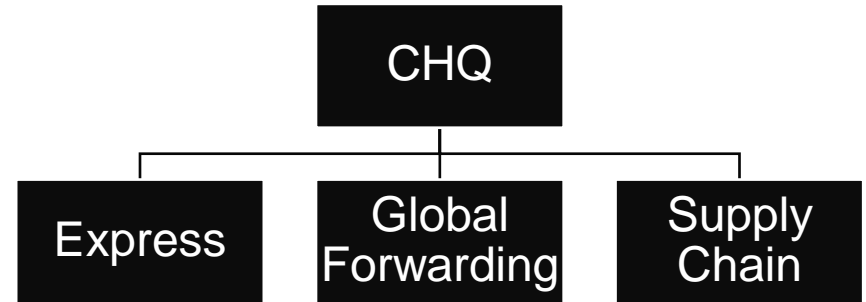 CHQ
Express
Global
Forwarding
Supply
Chain